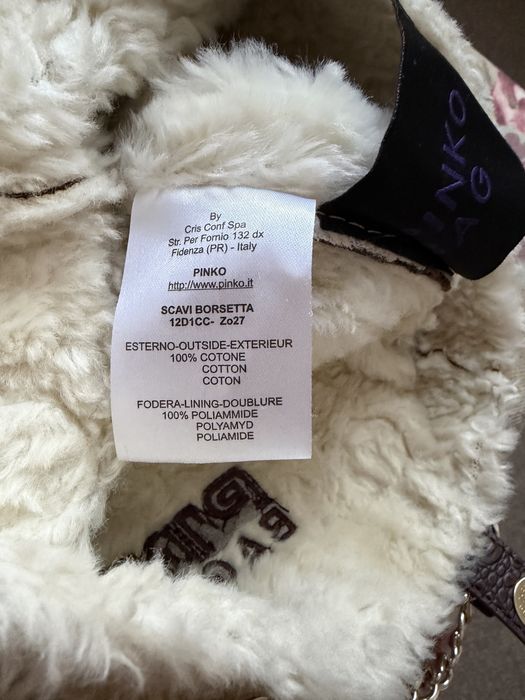 By
Cris Conf Spa
Str. Per Fornio 132 dx
Fidenza (PR) - Italy
PINKO
http://www.pinko.it
SCAVI BORSETTA
12D1CC- Zo27
ESTERNO-OUTSIDE-EXTERIEUR
100% COTONE
COTTON
COTON
FODERA-LINING-DOUBLURE
100% POLIAMMIDE
POLYAMYD
POLIAMIDE